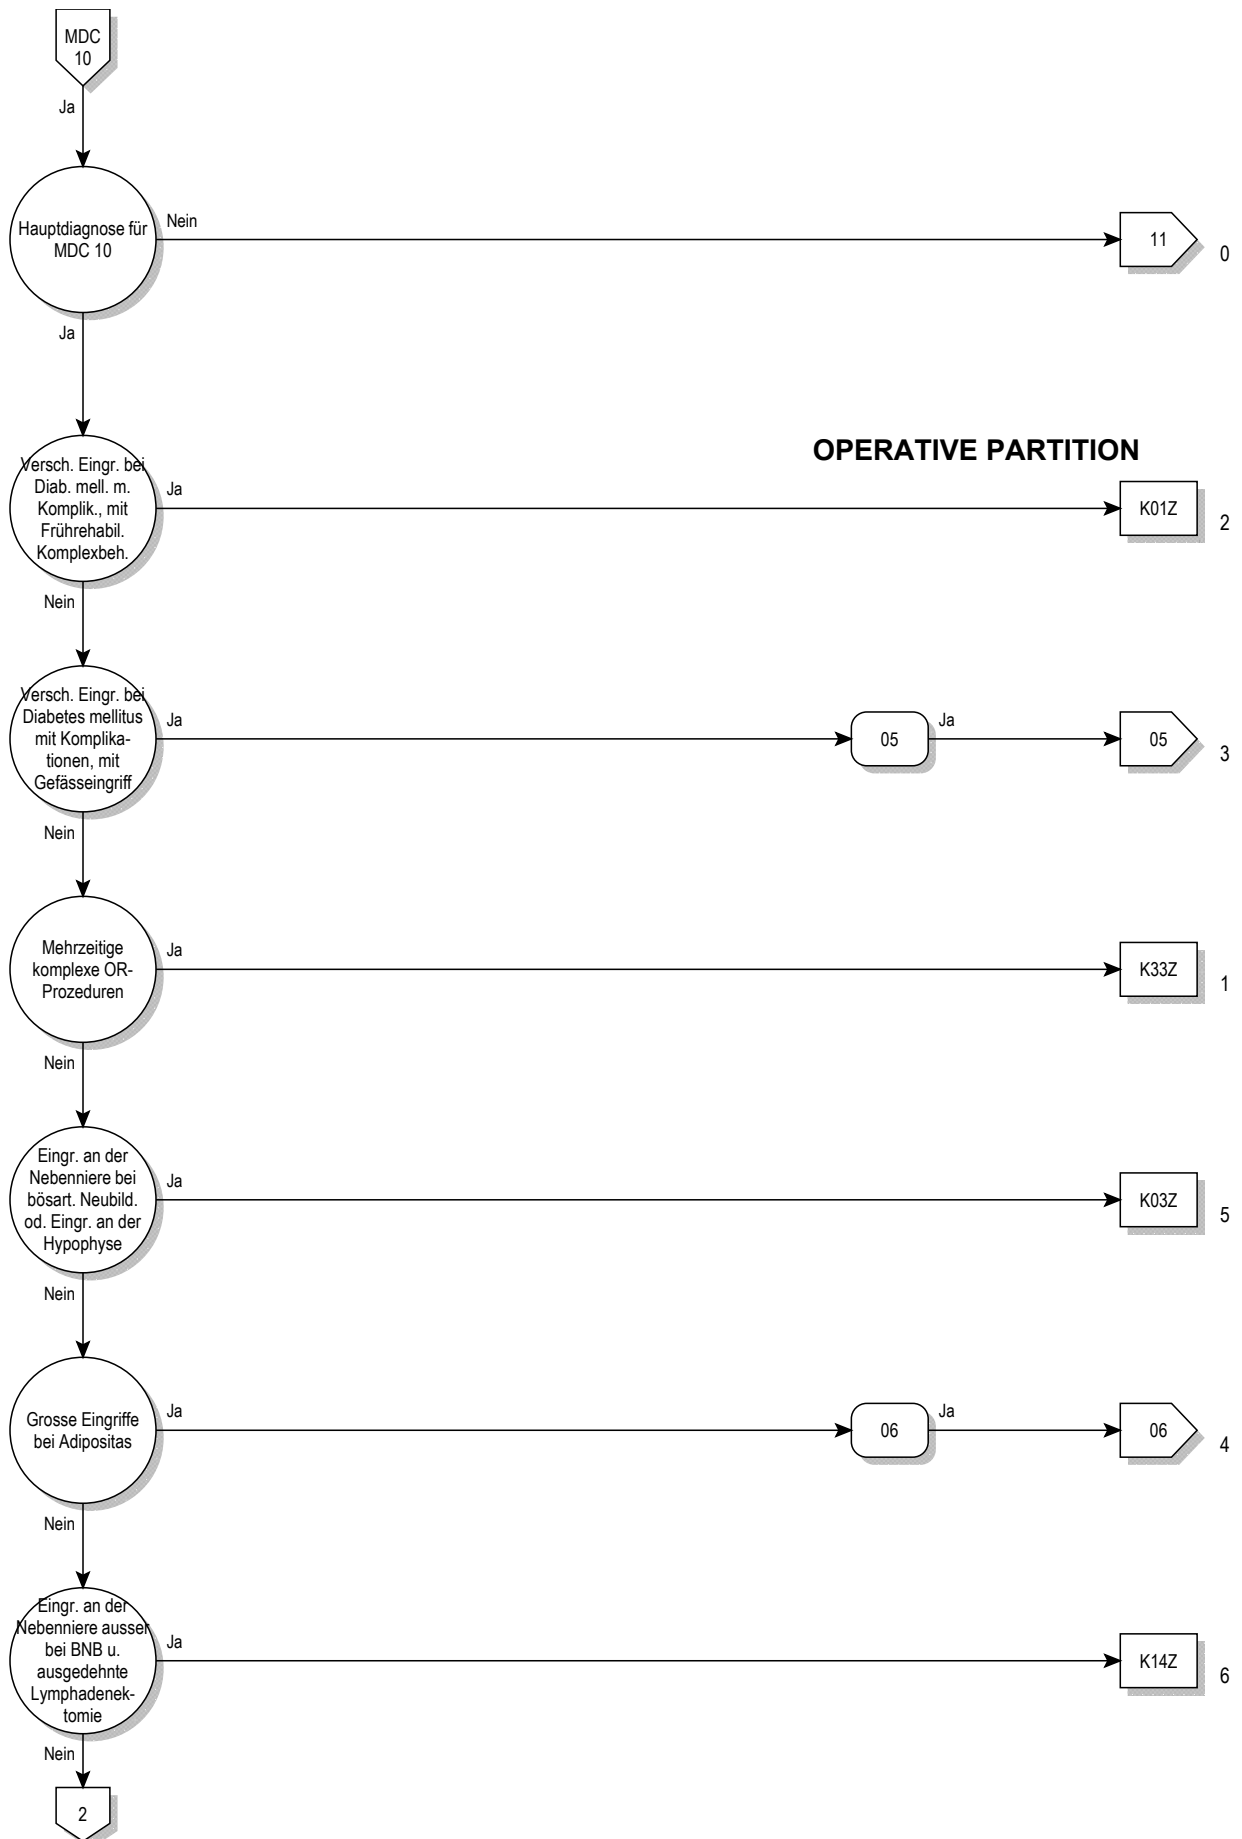 MDC
10
Ja
Hauptdiagnose für
MDC 10
Nein
11
0
Ja
OPERATIVE PARTITION
Versch. Eingr. bei
Diab. mell. m.
Komplik., mit
Frührehabil.
Komplexbeh.
Ja
K01Z
2
Nein
Versch. Eingr. bei
Diabetes mellitus
mit Komplika-
tionen, mit
Gefässeingriff
Ja
05
Ja
05
3
Nein
Mehrzeitige
komplexe OR-
Prozeduren
Ja
K33Z
1
Nein
Eingr. an der
Nebenniere bei
bösart. Neubild.
od. Eingr. an der
Hypophyse
Ja
K03Z
5
Nein
Grosse Eingriffe
bei Adipositas
Ja
06
Ja
06
4
Nein
Eingr. an der
Nebenniere ausser
bei BNB u.
ausgedehnte
Lymphadenek-
tomie
Ja
K14Z
6
Nein
2